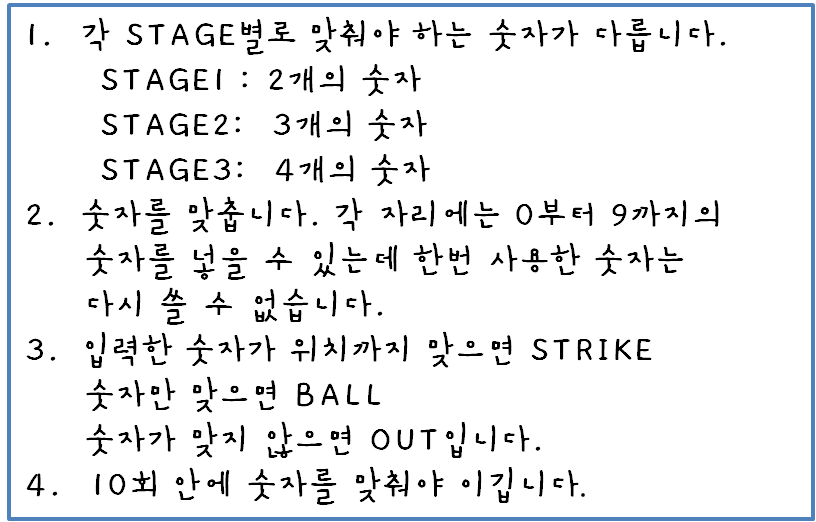 1. 각 STAGE별로 맞춰야 하는 숫자가 다릅니다.
STAGE1 : 2개의 숫자
STAGE2: 3개의 숫자
STAGE3: 4개의 숫자
2. 숫자를 맞춥니다. 각 자리에는 0부터 9까지의
숫자를 넣을 수 있는데 한번 사용한 숫자는
다시 쓸 수 없습니다.
3. 입력한 숫자가 위치까지 맞으면 STRIKE
숫자만 맞으면 BALL
숫자가 맞지 않으면 OUT입니다.
4. 10회 안에 숫자를 맞춰야 이깁니다.